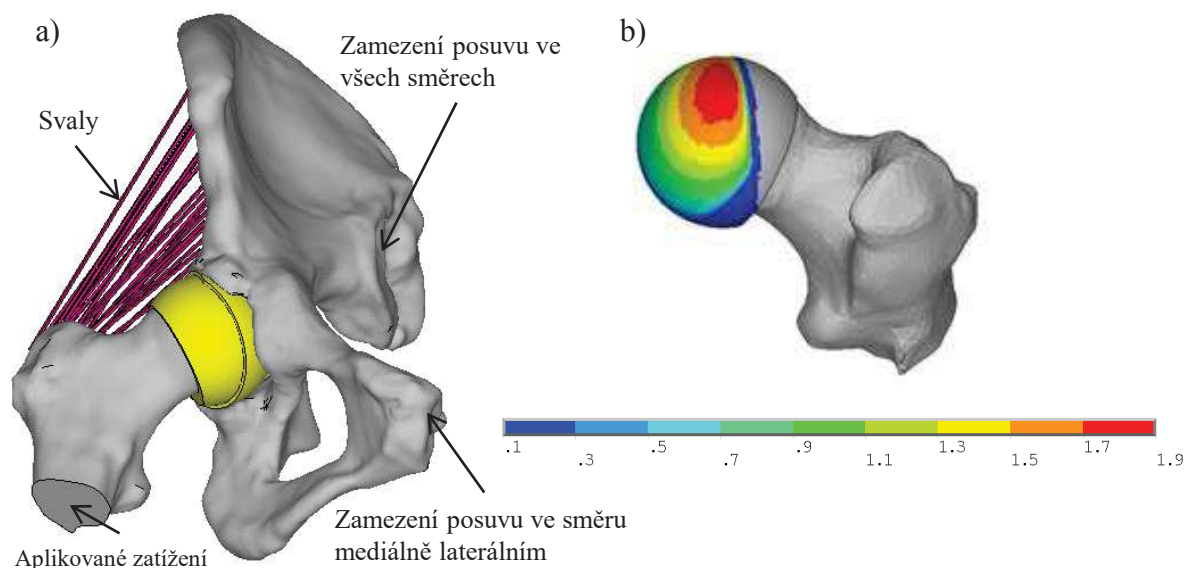 a)
Zamezení posuvu ve
všech směrech
b)
Svaly
Zamezení posuvu ve směru
mediálně laterálním
Aplikované zatížení
.1
.3
.5
.7
.9
1.1
1.3
1.5
1.7
1.9